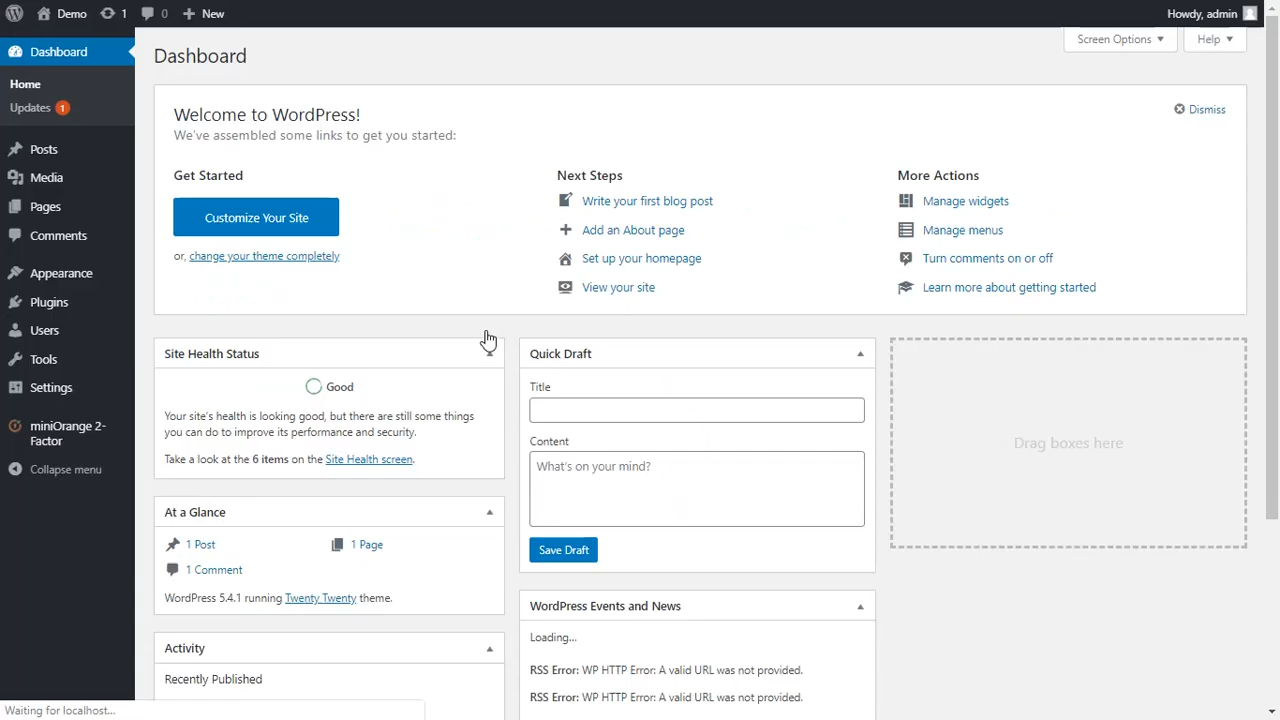 Demo 1 0 New Howdy, admin
Dashboard
Home
Updates 1
Posts
Media
Pages
Comments
Appearance
Plugins
Users
Tools
Settings
miniOrange 2-
Factor
Collapse menu
Screen Options Help
Dashboard
Welcome to WordPress!
Dismiss
We've assembled some links to get you started:
Get Started
Customize Your Site
or, change your theme completely
Next Steps
Write your first blog post
Add an About page
Set up your homepage
View your site
More Actions
Manage widgets
Manage menus
Turn comments on or off
Learn more about getting started
Site Health Status
Good
Your site's health is looking good, but there are still some things
you can do to improve its performance and security.
Take a look at the 6 items on the Site Health screen.
At a Glance
1 Post 1 Page
1 Comment
WordPress 5.4.1 running Twenty Twenty theme.
Activity
Recently Published
Quick Draft
Title
Content
What's on your mind?
Save Draft
WordPress Events and News
Loading...
RSS Error: WP HTTP Error: A valid URL was not provided.
RSS Error: WP HTTP Error: A valid URL was not provided.
Drag boxes here
Waiting for localhost...